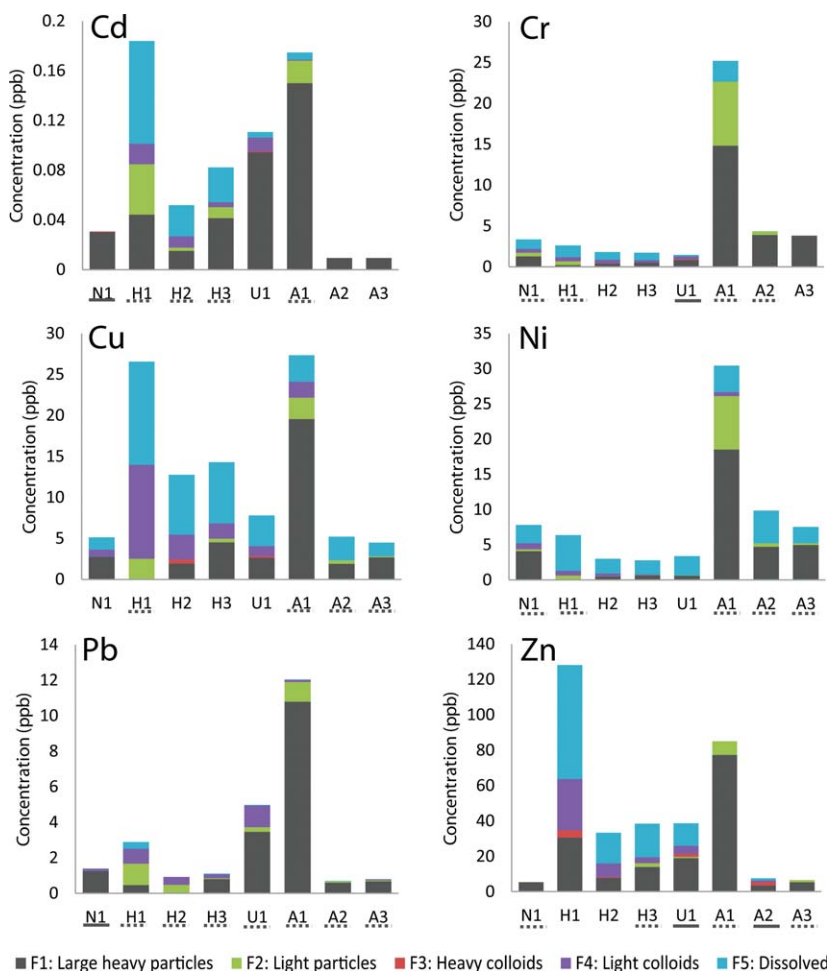 Cd
Concentration (ppb)
0.2
0.16
0.12
0.08
0.04
0
N1 H1 H2 H3 U1 A1 A2 A3
Cr
Concentration (ppb)
30
25
20
15
10
5
0
N1 H1 H2 H3 U1 A1 A2 A3
Cu
Concentration (ppb)
30
25
20
15
10
5
0
N1 H1 H2 H3 U1 A1 A2 A3
Ni
Concentration (ppb)
35
30
25
20
15
10
5
0
N1 H1 H2 H3 U1 A1 A2 A3
Pb
Concentration (ppb)
14
12
10
8
6
4
2
0
N1 H1 H2 H3 U1 A1 A2 A3
Zn
Concentration (ppb)
140
120
100
80
60
40
20
0
N1 H1 H2 H3 U1 A1 A2 A3
F1: Large heavy particles F2: Light particles F3: Heavy colloids F4: Light colloids F5: Dissolved